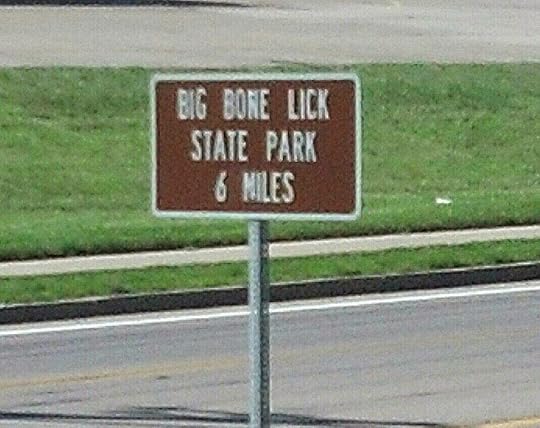 BIG BONE LICK
STATE PARK
6 MILES